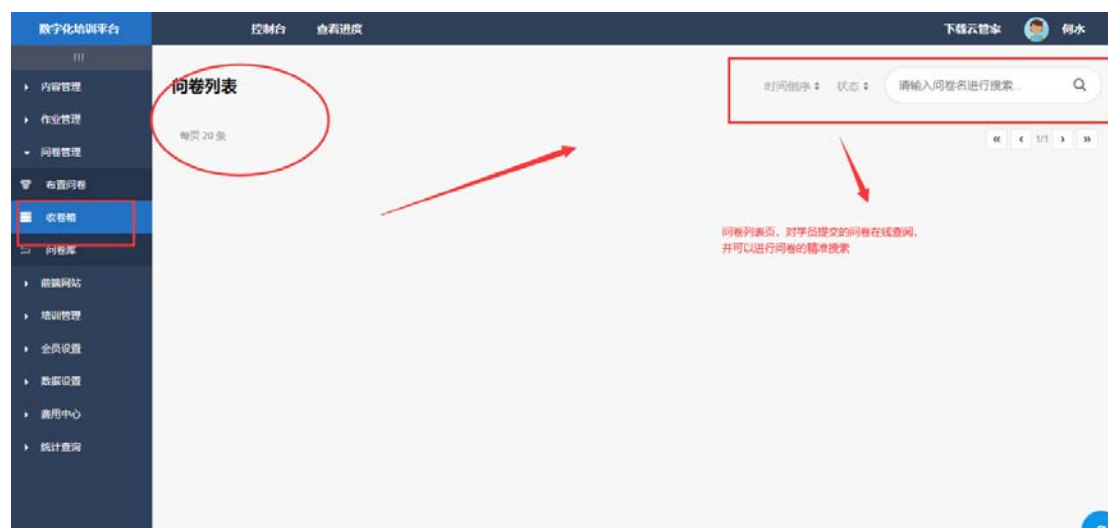 数字化培训平台 控制台 查看进度 下载云管家 何水
内容管理
作业管理
问卷管理
布置问卷
收卷箱
问卷库
前端网站
培训管理
会员设置
数据设置
费用中心
统计查询
问卷列表
时间倒序 状态 请输入问卷名进行搜索...
每页 20 条
« ‹ 1/1 › »
问卷列表页，对学员提交的问卷在线查阅，
并可以进行问卷的精准搜索